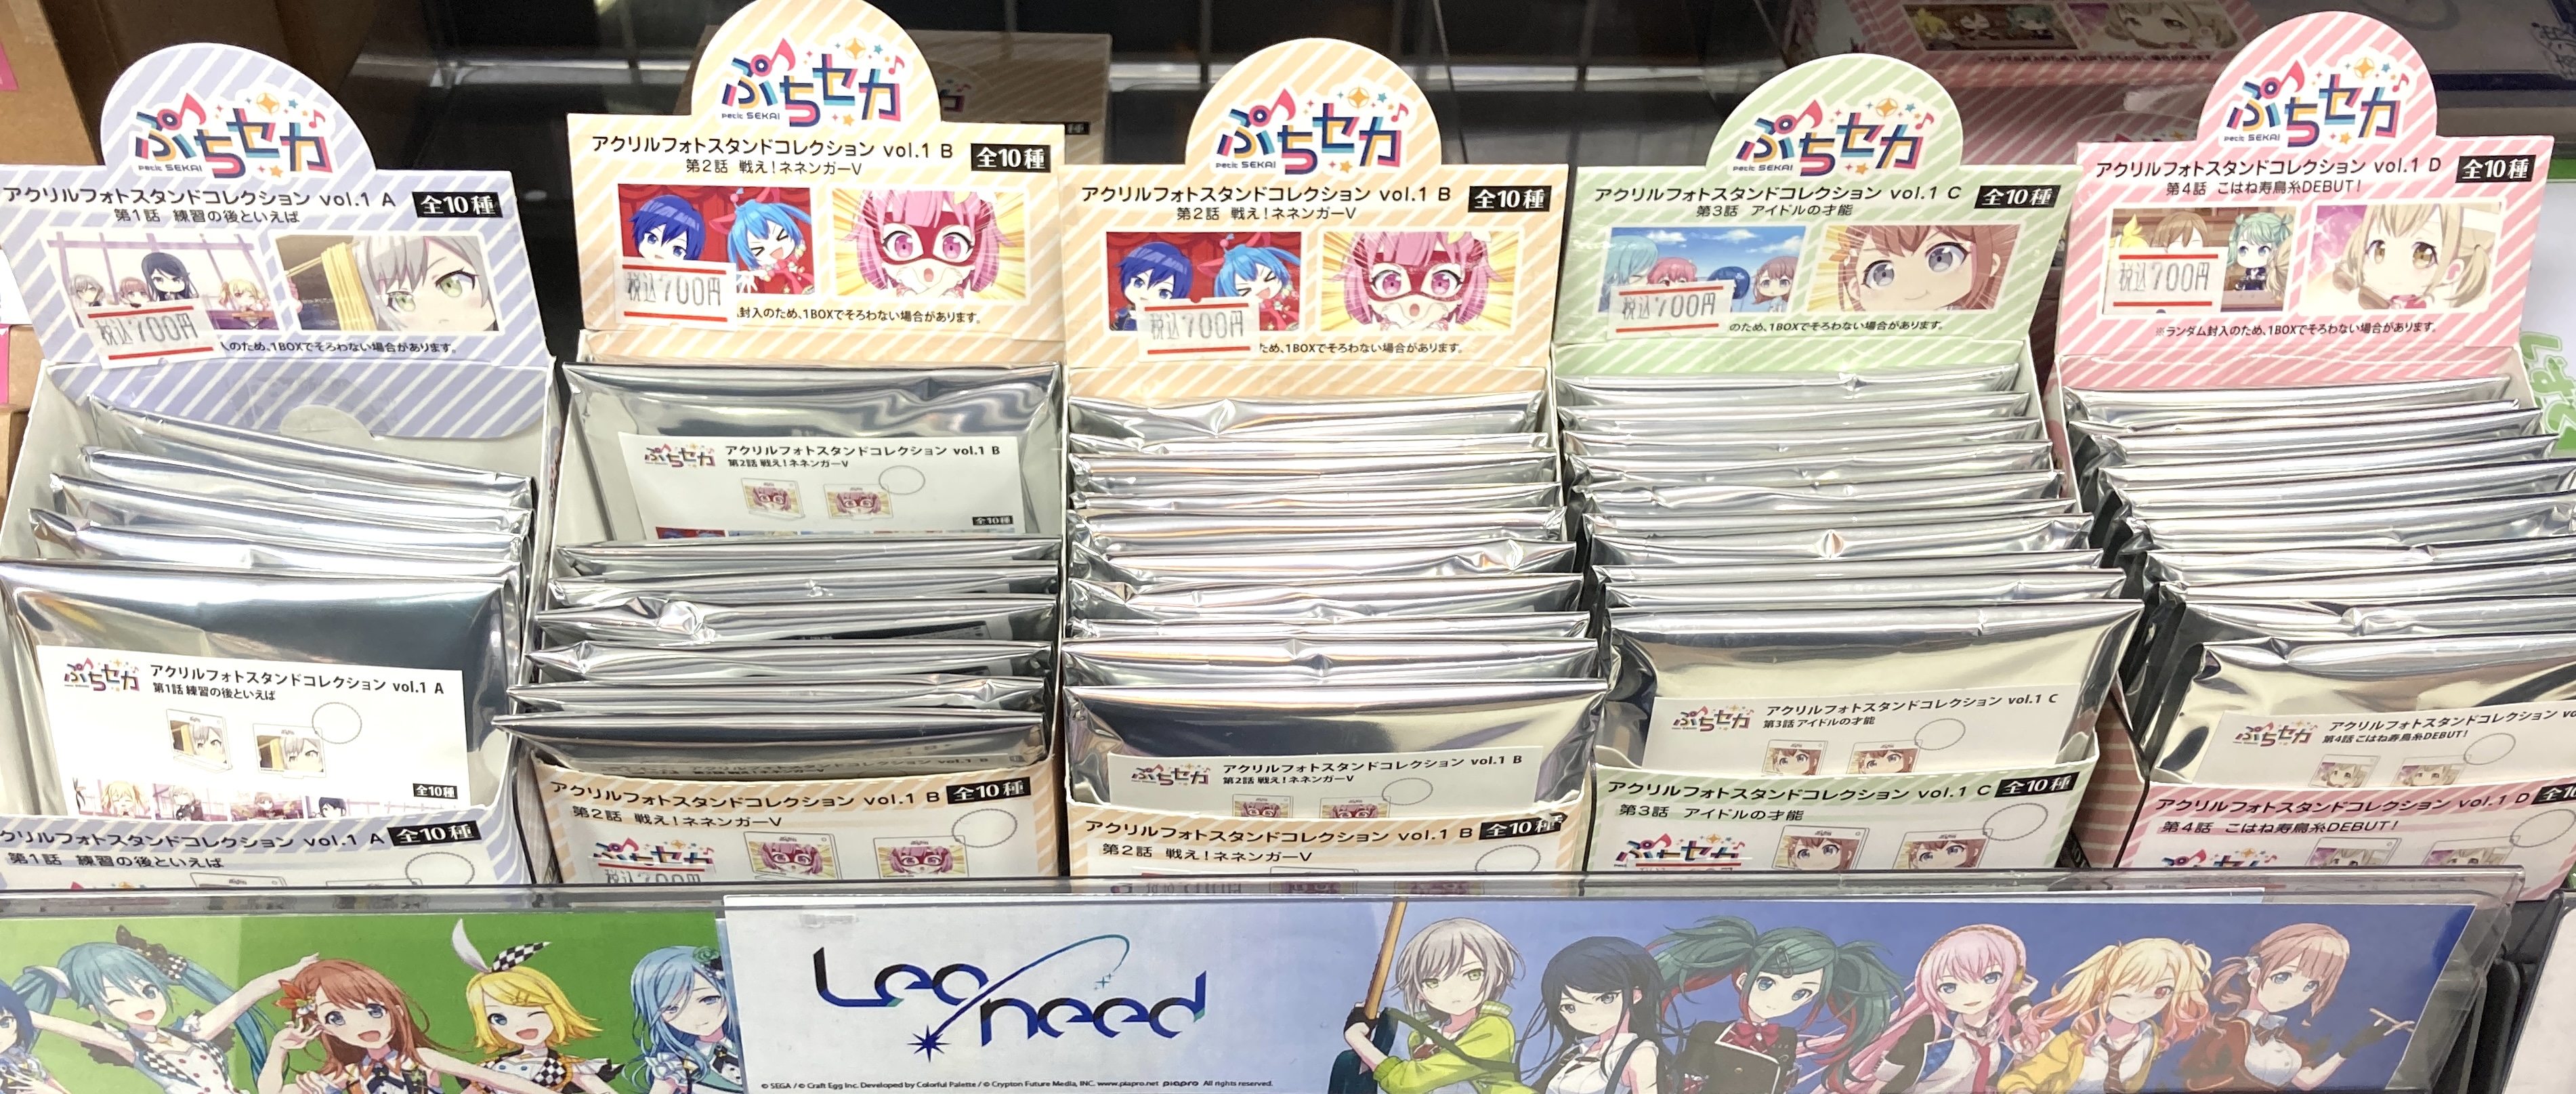 ぷちセカ
petit SEKAI
アクリルフォトスタンドコレクション vol.1 A
全10種
第1話 練習の後といえば
税込700円
のため、1BOXでそろわない場合があります。
ぷちセカ
アクリルフォトスタンドコレクション vol.1 A
第1話 練習の後といえば
全10種
クリルフォトスタンドコレクション vol.1 A
全10種
第1話 練習の後といえば
ぷちセカ
petit SEKAI
アクリルフォトスタンドコレクション vol.1 B
全10種
第2話 戦え!ネネンガーV
税込700円
封入のため、1BOXでそろわない場合があります。
ぷちセカ
アクリルフォトスタンドコレクション vol.1 B
第2話 戦え!ネネンガーV
全10種
アクリルフォトスタンドコレクション vol.1 B
全10種
第2話 戦え!ネネンガーV
ぷちセカ
税込700円
ぷちセカ
petit SEKAI
アクリルフォトスタンドコレクション vol.1 B
全10種
第2話 戦え!ネネンガーV
税込700円
ため、1BOXでそろわない場合があります。
ぷちセカ
アクリルフォトスタンドコレクション vol.1 B
第2話 戦え!ネネンガーV
アクリルフォトスタンドコレクション vol.1 B
全10種
第2話 戦え!ネネンガーV
ぷちセカ
petit SEKAI
アクリルフォトスタンドコレクション vol.1 C
全10種
第3話 アイドルの才能
税込700円
のため、1BOXでそろわない場合があります。
ぷちセカ
アクリルフォトスタンドコレクション vol.1 C
第3話 アイドルの才能
アクリルフォトスタンドコレクション vol.1 C
全10種
第3話 アイドルの才能
ぷちセカ
ぷちセカ
petit SEKAI
アクリルフォトスタンドコレクション vol.1 D
全10種
第4話 こはね寿鳥糸DEBUT!
税込700円
※ランダム封入のため、1BOXでそろわない場合があります。
ぷちセカ
アクリルフォトスタンドコレクション
第4話 こはね寿鳥糸DEBUT!
アクリルフォトスタンドコレクション vol.1 D
第4話 こはね寿鳥糸DEBUT!
Leo/need
© SEGA / © Craft Egg Inc. Developed by Colorful Palette / © Crypton Future Media, INC. www.piapro.net piapro All rights reserved.